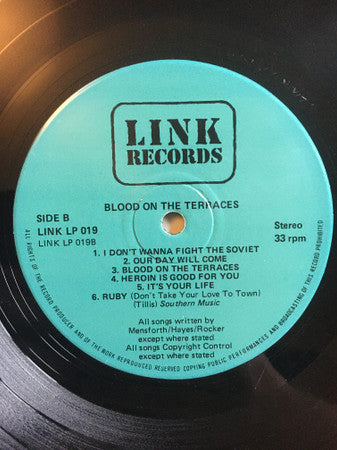 LINK
RECORDS
BLOOD ON THE TERRACES
SIDE B
LINK LP 019
LINK LP 019B
Stereo
33 rpm
1. I DON'T WANNA FIGHT THE SOVIET
2. OUR DAY WILL COME
3. BLOOD ON THE TERRACES
4. HEROIN IS GOOD FOR YOU
5. IT'S YOUR LIFE
6. RUBY (Don't Take Your Love To Town)
(Tillis) Southern Music
All songs written by
Mensforth/Hayes/Rocker
except where stated
All songs Copyright Control
except where stated
ALL RIGHTS OF THE RECORD PRODUCER AND OF THE WORK REPRODUCED RESERVED COPYING PUBLIC PERFORMANCES AND BROADCASTING OF THIS RECORD PROHIBITED